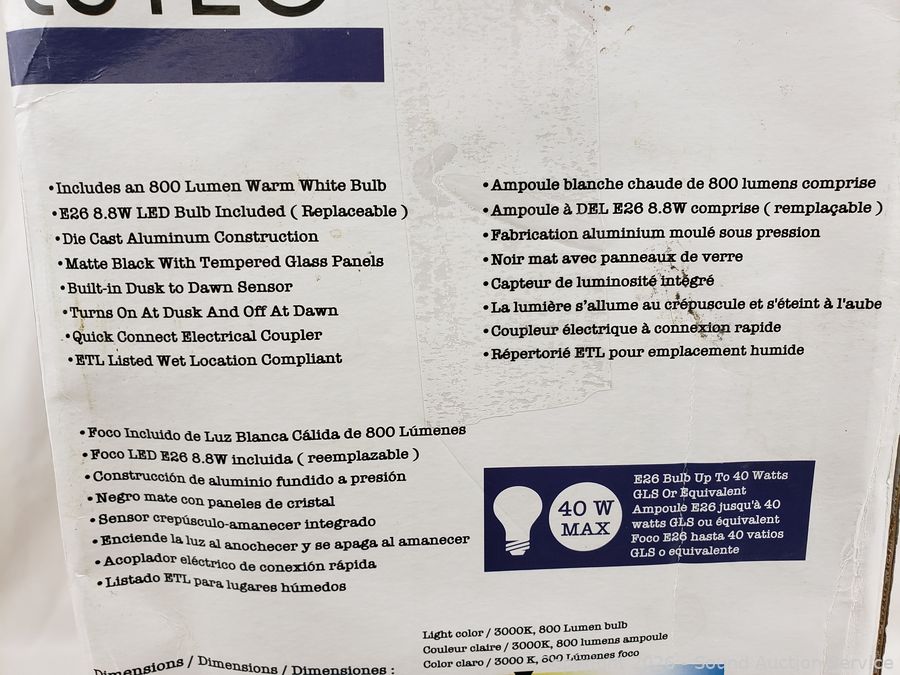 •Includes an 800 Lumen Warm White Bulb
•E26 8.8W LED Bulb Included ( Replaceable )
•Die Cast Aluminum Construction
•Matte Black With Tempered Glass Panels
•Built-in Dusk to Dawn Sensor
•Turns On At Dusk And Off At Dawn
•Quick Connect Electrical Coupler
•ETL Listed Wet Location Compliant
•Ampoule blanche chaude de 800 lumens comprise
•Ampoule à DEL E26 8.8W comprise ( remplaçable )
•Fabrication aluminium moulé sous pression
•Noir mat avec panneaux de verre
•Capteur de luminosité intégré
•La lumière s'allume au crépuscule et s'éteint à l'aube
•Coupleur électrique à connexion rapide
•Répertorié ETL pour emplacement humide
•Foco Incluido de Luz Blanca Cálida de 800 Lúmenes
•Foco LED E26 8.8W incluida ( reemplazable )
•Construcción de aluminio fundido a presión
•Negro mate con paneles de cristal
•Sensor crepúsculo-amanecer integrado
•Enciende la luz al anochecer y se apaga al amanecer
•Acoplador eléctrico de conexión rápida
•Listado ETL para lugares húmedos
40 W
MAX
E26 Bulb Up To 40 Watts
GLS Or Equivalent
Ampoule E26 jusqu'à 40
watts GLS ou équivalent
Foco E26 hasta 40 vatios
GLS o equivalente
Light color / 3000K, 800 Lumen bulb
Couleur claire / 3000K, 800 lumens ampoule
Color claro / 3000 K, 800 Lúmenes foco
Dimensions / Dimensions / Dimensiones :
Sound Auction Service